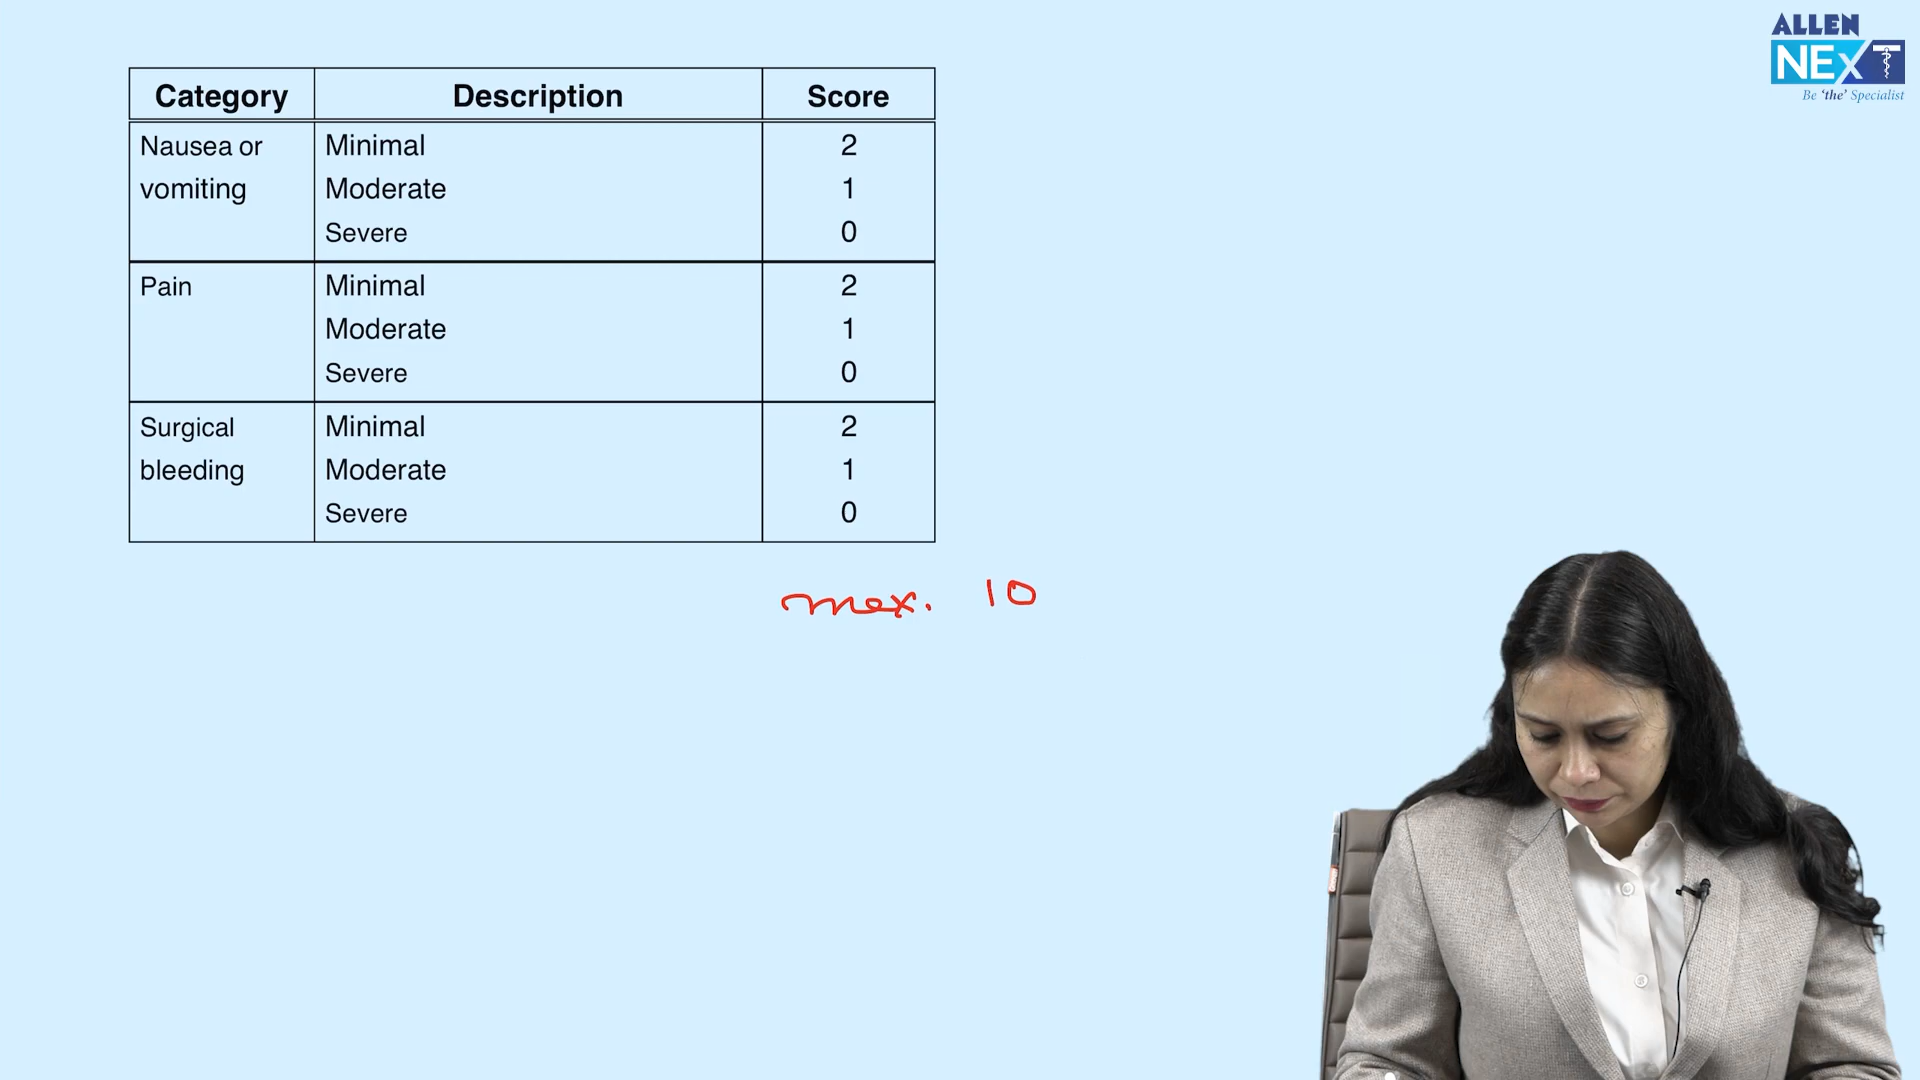 ALLEN
NEXT
Be 'the' Specialist
Category Description Score
Nausea or Minimal 2
vomiting Moderate 1
Severe 0
Pain Minimal 2
Moderate 1
Severe 0
Surgical Minimal 2
bleeding Moderate 1
Severe 0
max. 10